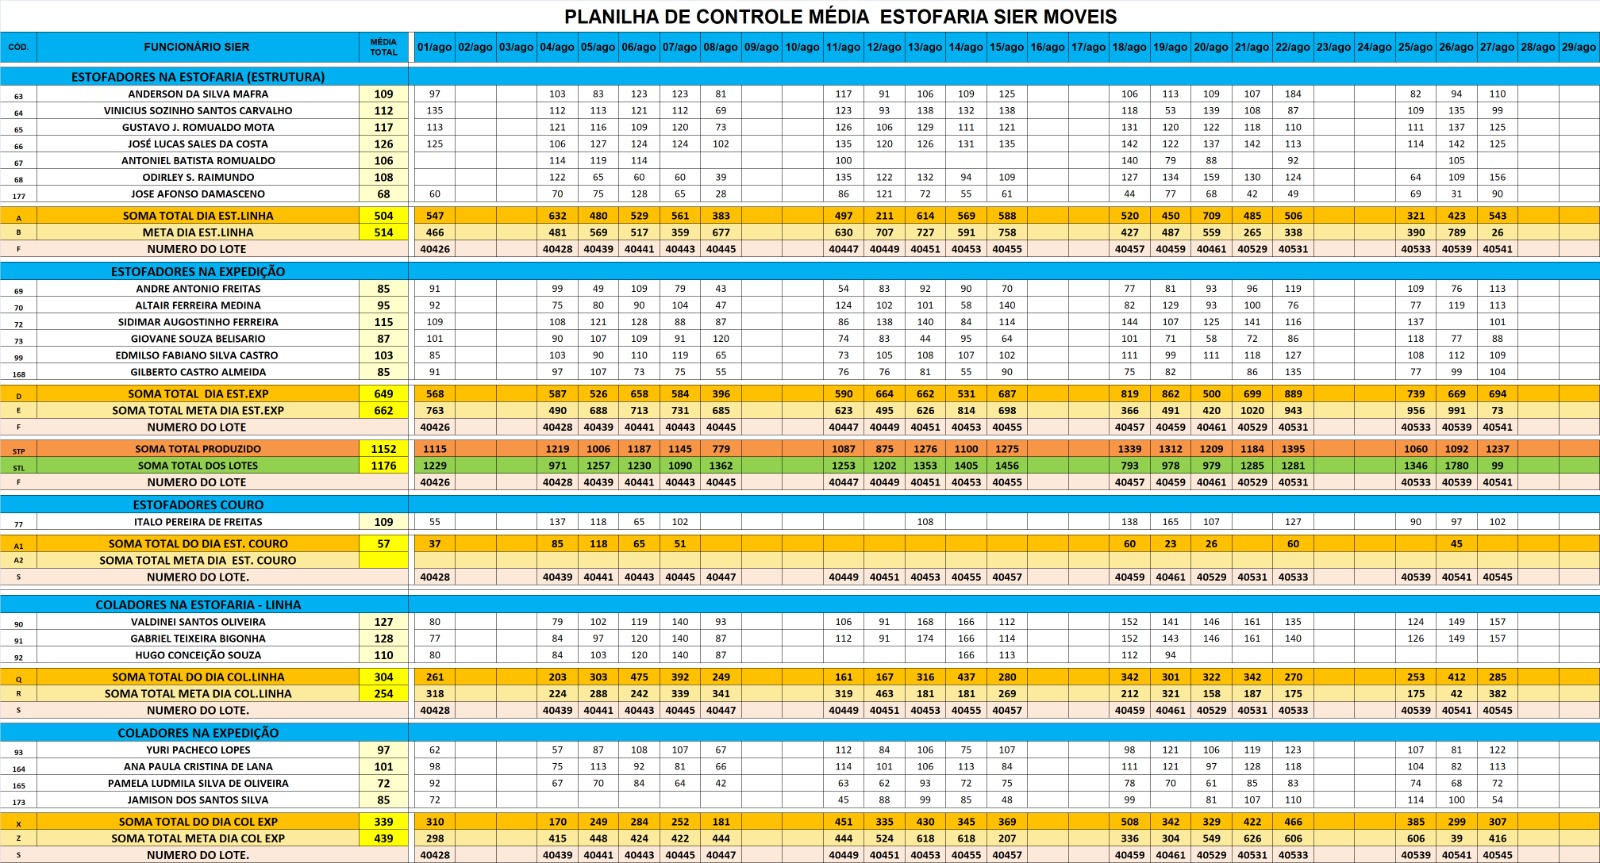 PLANILHA DE CONTROLE MÉDIA ESTOFARIA SIER MOVEIS
CÓD. FUNCIONÁRIO SIER MÉDIA TOTAL 01/ago 02/ago 03/ago 04/ago 05/ago 06/ago 07/ago 08/ago 09/ago 10/ago 11/ago 12/ago 13/ago 14/ago 15/ago 16/ago 17/ago 18/ago 19/ago 20/ago 21/ago 22/ago 23/ago 24/ago 25/ago 26/ago 27/ago 28/ago 29/ago
ESTOFADORES NA ESTOFARIA (ESTRUTURA)
63 ANDERSON DA SILVA MAFRA 109 97 103 83 123 123 81 117 91 106 109 125 106 113 109 107 184 82 94 110
64 VINICIUS SOZINHO SANTOS CARVALHO 112 135 112 113 121 112 69 123 93 138 132 138 118 53 139 108 87 109 135 99
65 GUSTAVO J. ROMUALDO MOTA 117 113 121 116 109 120 73 126 106 129 111 121 131 120 122 118 110 111 137 125
66 JOSÉ LUCAS SALES DA COSTA 126 125 106 127 124 124 102 135 120 126 131 135 142 122 137 142 113 114 142 125
67 ANTONIEL BATISTA ROMUALDO 106 114 119 114 100 140 79 88 92 105
68 ODIRLEY S. RAIMUNDO 108 122 65 60 60 39 135 122 132 94 109 127 134 159 130 124 64 109 156
177 JOSE AFONSO DAMASCENO 68 60 70 75 128 65 28 86 121 72 55 61 44 77 68 42 49 69 31 90
A SOMA TOTAL DIA EST.LINHA 504 547 632 480 529 561 383 497 211 614 569 588 520 450 709 485 506 321 423 543
B META DIA EST.LINHA 514 466 481 569 517 359 677 630 707 727 591 758 427 487 559 265 338 390 789 26
F NUMERO DO LOTE 40426 40428 40439 40441 40443 40445 40447 40449 40451 40453 40455 40457 40459 40461 40529 40531 40533 40539 40541
ESTOFADORES NA EXPEDIÇÃO
69 ANDRE ANTONIO FREITAS 85 91 99 49 109 79 43 54 83 92 90 70 77 81 93 96 119 109 76 113
70 ALTAIR FERREIRA MEDINA 95 92 75 80 90 104 47 124 102 101 58 140 82 129 93 100 76 77 119 113
72 SIDIMAR AUGOSTINHO FERREIRA 115 109 108 121 128 88 87 86 138 140 84 114 144 107 125 141 116 137 101
73 GIOVANE SOUZA BELISARIO 87 101 90 107 109 91 120 74 83 44 95 64 101 71 58 72 86 118 77 88
99 EDMILSO FABIANO SILVA CASTRO 103 85 103 90 110 119 65 73 105 108 107 102 111 99 111 118 127 108 112 109
168 GILBERTO CASTRO ALMEIDA 85 91 97 107 73 75 55 76 76 81 55 90 75 82 86 135 77 99 104
D SOMA TOTAL DIA EST.EXP 649 568 587 526 658 584 396 590 664 662 531 687 819 862 500 699 889 739 669 694
E SOMA TOTAL META DIA EST.EXP 662 763 490 688 713 731 685 623 495 626 814 698 366 491 420 1020 943 956 991 73
F NUMERO DO LOTE 40426 40428 40439 40441 40443 40445 40447 40449 40451 40453 40455 40457 40459 40461 40529 40531 40533 40539 40541
STP SOMA TOTAL PRODUZIDO 1152 1115 1219 1006 1187 1145 779 1087 875 1276 1100 1275 1339 1312 1209 1184 1395 1060 1092 1237
STL SOMA TOTAL DOS LOTES 1176 1229 971 1257 1230 1090 1362 1253 1202 1353 1405 1456 793 978 979 1285 1281 1346 1780 99
F NUMERO DO LOTE 40426 40428 40439 40441 40443 40445 40447 40449 40451 40453 40455 40457 40459 40461 40529 40531 40533 40539 40541
ESTOFADORES COURO
77 ITALO PEREIRA DE FREITAS 109 55 137 118 65 102 108 138 165 107 127 90 97 102
A1 SOMA TOTAL DO DIA EST. COURO 57 37 85 118 65 51 60 23 26 60 45
A2 SOMA TOTAL META DIA EST. COURO
S NUMERO DO LOTE. 40428 40439 40441 40443 40445 40447 40449 40451 40453 40455 40457 40459 40461 40529 40531 40533 40539 40541 40545
COLADORES NA ESTOFARIA - LINHA
90 VALDINEI SANTOS OLIVEIRA 127 80 79 102 119 140 93 106 91 168 166 112 152 141 146 161 135 124 149 157
91 GABRIEL TEIXEIRA BIGONHA 128 77 84 97 120 140 87 112 91 174 166 114 152 143 146 161 140 126 149 157
92 HUGO CONCEIÇÃO SOUZA 110 80 84 103 120 140 87 166 113 112 94
Q SOMA TOTAL DO DIA COL.LINHA 304 261 203 303 475 392 249 161 167 316 437 280 342 301 322 342 270 253 412 285
R SOMA TOTAL META DIA COL.LINHA 254 318 224 288 242 339 341 319 463 181 181 269 212 321 158 187 175 175 42 382
S NUMERO DO LOTE. 40428 40439 40441 40443 40445 40447 40449 40451 40453 40455 40457 40459 40461 40529 40531 40533 40539 40541 40545
COLADORES NA EXPEDIÇÃO
93 YURI PACHECO LOPES 97 62 57 87 108 107 67 112 84 106 75 107 98 121 106 119 123 107 81 122
164 ANA PAULA CRISTINA DE LANA 101 98 75 113 92 81 66 114 101 106 113 84 111 121 97 128 118 104 82 113
165 PAMELA LUDMILA SILVA DE OLIVEIRA 72 92 67 70 84 64 42 63 62 93 72 75 78 70 61 85 83 74 68 72
173 JAMISON DOS SANTOS SILVA 85 72 45 88 99 85 48 99 81 107 110 114 100 54
X SOMA TOTAL DO DIA COL EXP 339 310 170 249 284 252 181 451 335 430 345 369 508 342 329 422 466 385 299 307
Z SOMA TOTAL META DIA COL EXP 439 298 415 448 424 422 444 444 524 618 618 207 336 304 549 626 606 606 39 416
S NUMERO DO LOTE. 40428 40439 40441 40443 40445 40447 40449 40451 40453 40455 40457 40459 40461 40529 40531 40533 40539 40541 40545